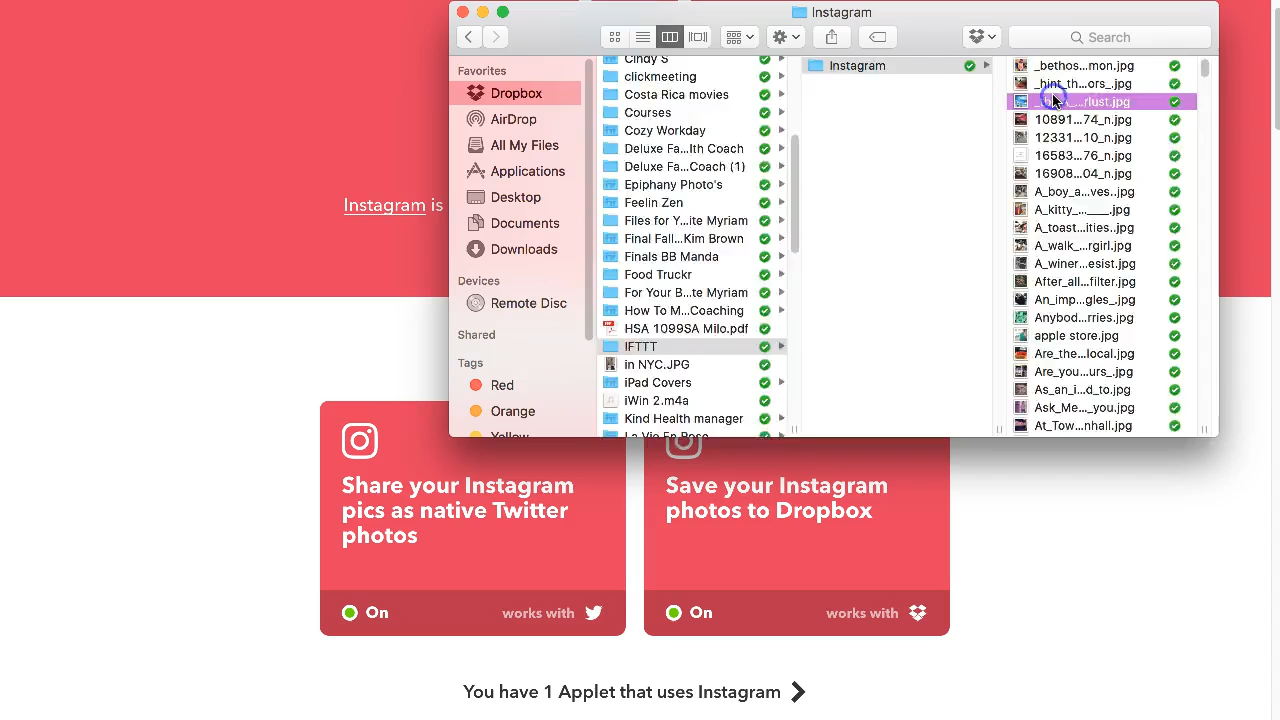 Instagram
Search
Instagram is
Favorites
Dropbox
AirDrop
All My Files
Applications
Desktop
Documents
Downloads
Devices
Remote Disc
Shared
Tags
Red
Orange
Yellow
Cindy S
clickmeeting
Costa Rica movies
Courses
Cozy Workday
Deluxe Fa...lth Coach
Deluxe Fa...Coach (1)
Epiphany Photo's
Feelin Zen
Files for Y...ite Myriam
Final Fall...Kim Brown
Finals BB Manda
Food Truckr
For Your B...te Myriam
How To M...Coaching
HSA 1099SA Milo.pdf
IFTTT
in NYC.JPG
iPad Covers
iWin 2.m4a
Kind Health manager
La Vie En Rose
Instagram
_bethos...mon.jpg
_hint_th...ors_.jpg
...rlust.jpg
10891...74_n.jpg
12331...10_n.jpg
16583...76_n.jpg
16908...04_n.jpg
A_boy_a...ves..jpg
A_kitty_...____.jpg
A_toast...ities..jpg
A_walk_...rgirl.jpg
A_winer...esist.jpg
After_all...filter.jpg
An_imp...gles_.jpg
Anybod...rries.jpg
apple store.jpg
Are_the...local.jpg
Are_you...urs_.jpg
As_an_i...d_to.jpg
Ask_Me..._you.jpg
At_Tow...nhall.jpg
Share your Instagram
pics as native Twitter
photos
On
works with
Save your Instagram
photos to Dropbox
On
works with
You have 1 Applet that uses Instagram